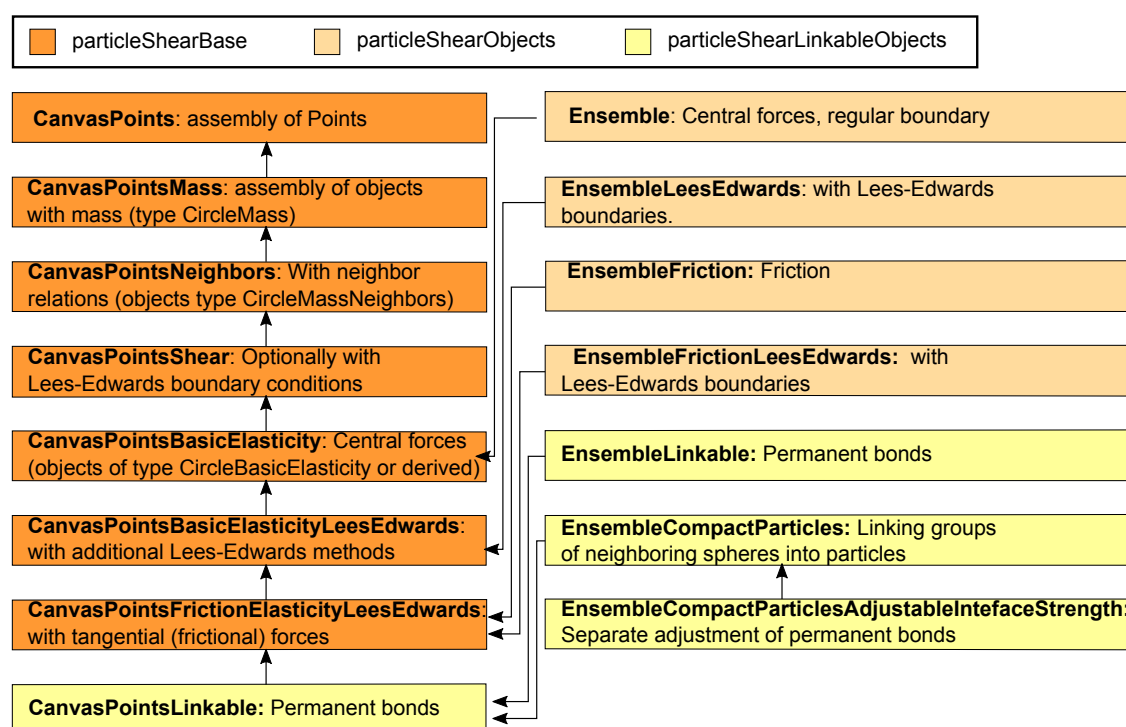 particleShearBase
particleShearObjects
particleShearLinkableObjects
CanvasPoints: assembly of Points
CanvasPointsMass: assembly of objects
with mass (type CircleMass)
CanvasPointsNeighbors: With neighbor
relations (objects type CircleMassNeighbors)
CanvasPointsShear: Optionally with
Lees-Edwards boundary conditions
CanvasPointsBasicElasticity: Central forces
(objects of type CircleBasicElasticity or derived)
CanvasPointsBasicElasticityLeesEdwards:
with additional Lees-Edwards methods
CanvasPointsFrictionElasticityLeesEdwards:
with tangential (frictional) forces
CanvasPointsLinkable: Permanent bonds
Ensemble: Central forces, regular boundary
EnsembleLeesEdwards: with Lees-Edwards
boundaries.
EnsembleFriction: Friction
EnsembleFrictionLeesEdwards: with
Lees-Edwards boundaries
EnsembleLinkable: Permanent bonds
EnsembleCompactParticles: Linking groups
of neighboring spheres into particles
EnsembleCompactParticlesAdjustableIntefaceStrength:
Separate adjustment of permanent bonds